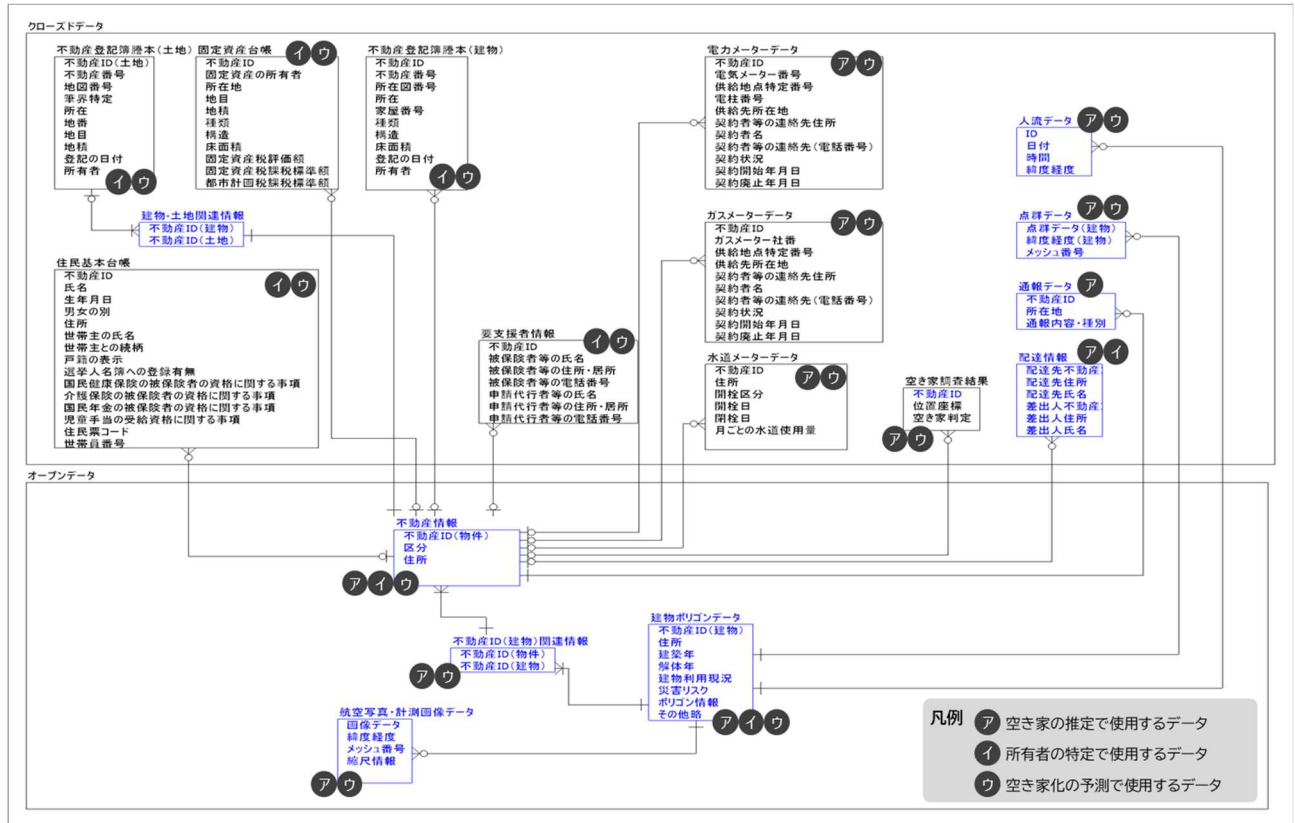 クローズドデータ
不動産登記簿謄本(土地)
不動産ID(土地)
不動産番号
地図番号
筆界特定
所在
地番
地目
地積
登記の日付
所有者
イ ウ
固定資産台帳
イ ウ
不動産ID
固定資産の所有者
所在地
地目
地積
種類
構造
床面積
固定資産税評価額
固定資産税課税標準額
都市計画税課税標準額
不動産登記簿謄本(建物)
不動産ID
不動産番号
所在図番号
所在
家屋番号
種類
構造
床面積
登記の日付
所有者
イ ウ
建物-土地関連情報
不動産ID(建物)
不動産ID(土地)
住民基本台帳
イ ウ
不動産ID
氏名
生年月日
男女の別
住所
世帯主の氏名
世帯主との続柄
戸籍の表示
選挙人名簿への登録有無
国民健康保険の被保険者の資格に関する事項
介護保険の被保険者の資格に関する事項
国民年金の被保険者の資格に関する事項
児童手当の受給資格に関する事項
住民票コード
世帯員番号
要支援者情報
イ ウ
不動産ID
被保険者等の氏名
被保険者等の住所・居所
被保険者等の電話番号
申請代行者等の氏名
申請代行者等の住所・居所
申請代行者等の電話番号
電力メーターデータ
ア ウ
不動産ID
電気メーター番号
供給地点特定番号
電柱番号
供給先所在地
契約者等の連絡先住所
契約者名
契約者等の連絡先(電話番号)
契約状況
契約開始年月日
契約廃止年月日
ガスメーターデータ
ア ウ
不動産ID
ガスメーター社番
供給地点特定番号
供給先所在地
契約者等の連絡先住所
契約者名
契約者等の連絡先(電話番号)
契約状況
契約開始年月日
契約廃止年月日
水道メーターデータ
ア ウ
不動産ID
住所
開栓区分
開栓日
閉栓日
月ごとの水道使用量
空き家調査結果
不動産ID
位置座標
空き家判定
ア ウ
人流データ
ア ウ
ID
日付
時間
緯度経度
点群データ
ア ウ
点群データ(建物)
緯度経度(建物)
メッシュ番号
通報データ
ア
不動産ID
所在地
通報内容・種別
配達情報
ア イ
配達先不動産
配達先住所
配達先氏名
差出人不動産
差出人住所
差出人氏名
オープンデータ
不動産情報
不動産ID(物件)
区分
住所
ア イ ウ
不動産ID(建物)関連情報
不動産ID(物件)
不動産ID(建物)
ア ウ
建物ポリゴンデータ
不動産ID(建物)
住所
建築年
解体年
建物利用現況
災害リスク
ポリゴン情報
その他略
ア イ ウ
航空写真・計測画像データ
画像データ
緯度経度
メッシュ番号
縮尺情報
ア ウ
凡例
ア 空き家の推定で使用するデータ
イ 所有者の特定で使用するデータ
ウ 空き家化の予測で使用するデータ